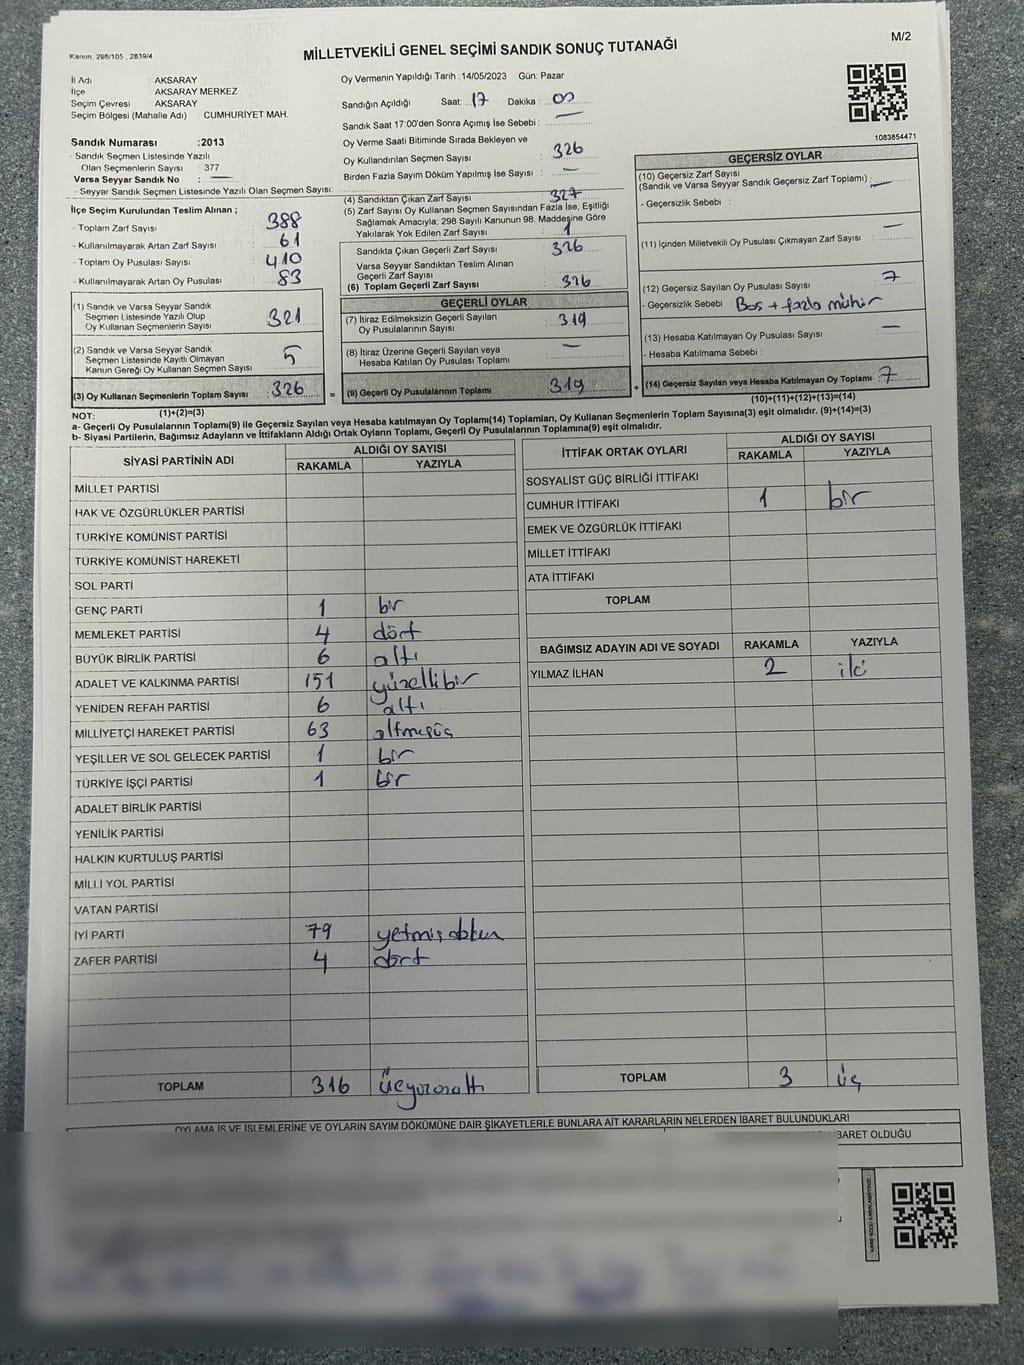 M/2
Kanun. 298/105 , 2839/4
MİLLETVEKİLİ GENEL SEÇİMİ SANDIK SONUÇ TUTANAĞI
İl Adı : AKSARAY
İlçe AKSARAY MERKEZ
Seçim Çevresi AKSARAY
Seçim Bölgesi (Mahalle Adı) : CUMHURİYET MAH.
Oy Vermenin Yapıldığı Tarih : 14/05/2023 Gün: Pazar
Sandığın Açıldığı Saat: 17 Dakika : 00
Sandık Saat 17:00'den Sonra Açımış İse Sebebi : —
Oy Verme Saati Bitiminde Sırada Bekleyen ve
Oy Kullandırılan Seçmen Sayısı : 326
Birden Fazla Sayım Döküm Yapılmış İse Sayısı : —
1083854471
Sandık Numarası :2013
- Sandık Seçmen Listesinde Yazılı
Olan Seçmenlerin Sayısı 377
Varsa Seyyar Sandık No : —
- Seyyar Sandık Seçmen Listesinde Yazılı Olan Seçmen Sayısı:
İlçe Seçim Kurulundan Teslim Alınan ;
- Toplam Zarf Sayısı : 388
- Kullanılmayarak Artan Zarf Sayısı : 61
- Toplam Oy Pusulası Sayısı : 410
- Kullanılmayarak Artan Oy Pusulası : 83
(1) Sandık ve Varsa Seyyar Sandık
Seçmen Listesinde Yazılı Olup
Oy Kullanan Seçmenlerin Sayısı 321
(2) Sandık ve Varsa Seyyar Sandık
Seçmen Listesinde Kayıtlı Olmayan
Kanun Gereği Oy Kullanan Seçmen Sayısı 5
(3) Oy Kullanan Seçmenlerin Toplam Sayısı : 326
(1)+(2)=(3)
(4) Sandıktan Çıkan Zarf Sayısı : 327
(5) Zarf Sayısı Oy Kullanan Seçmen Sayısından Fazla İse, Eşitliği
Sağlamak Amacıyla; 298 Sayılı Kanunun 98. Maddesine Göre
Yakılarak Yok Edilen Zarf Sayısı : 1
Sandıkta Çıkan Geçerli Zarf Sayısı : 326
Varsa Seyyar Sandıktan Teslim Alınan
Geçerli Zarf Sayısı
(6) Toplam Geçerli Zarf Sayısı : 326
GEÇERLİ OYLAR
(7) İtiraz Edilmeksizin Geçerli Sayılan
Oy Pusulalarının Sayısı : 319
(8) İtiraz Üzerine Geçerli Sayılan veya
Hesaba Katılan Oy Pusulası Toplamı : —
= (9) Geçerli Oy Pusulalarının Toplamı : 319
GEÇERSİZ OYLAR
(10) Geçersiz Zarf Sayısı
(Sandık ve Varsa Seyyar Sandık Geçersiz Zarf Toplamı) : —
- Geçersizlik Sebebi :
(11) İçinden Milletvekili Oy Pusulası Çıkmayan Zarf Sayısı : —
(12) Geçersiz Sayılan Oy Pusulası Sayısı : 7
- Geçersizlik Sebebi : Boş + fazla mühür
(13) Hesaba Katılmayan Oy Pusulası Sayısı : —
- Hesaba Katılmama Sebebi :
+ (14) Geçersiz Sayılan veya Hesaba Katılmayan Oy Toplamı : 7
(10)+(11)+(12)+(13)=(14)
NOT:
a- Geçerli Oy Pusulalarının Toplamı(9) ile Geçersiz Sayılan veya Hesaba Katılmayan Oy Toplamı(14) Toplamları, Oy Kullanan Seçmenlerin Toplam Sayısına(3) eşit olmalıdır. (9)+(14)=(3)
b- Siyasi Partilerin, Bağımsız Adayların ve İttifakların Aldığı Ortak Oyların Toplamı, Geçerli Oy Pusulalarının Toplamına(9) eşit olmalıdır.
SİYASİ PARTİNİN ADI ALDIĞI OY SAYISI
RAKAMLA YAZIYLA
MİLLET PARTİSİ
HAK VE ÖZGÜRLÜKLER PARTİSİ
TÜRKİYE KOMÜNİST PARTİSİ
TÜRKİYE KOMÜNİST HAREKETİ
SOL PARTİ
GENÇ PARTİ 1 bir
MEMLEKET PARTİSİ 4 dört
BÜYÜK BİRLİK PARTİSİ 6 altı
ADALET VE KALKINMA PARTİSİ 151 yüzellibir
YENİDEN REFAH PARTİSİ 6 altı
MİLLİYETÇİ HAREKET PARTİSİ 63 altmışüç
YEŞİLLER VE SOL GELECEK PARTİSİ 1 bir
TÜRKİYE İŞÇİ PARTİSİ 1 bir
ADALET BİRLİK PARTİSİ
YENİLİK PARTİSİ
HALKIN KURTULUŞ PARTİSİ
MİLLİ YOL PARTİSİ
VATAN PARTİSİ
İYİ PARTİ 79 yetmişdokuz
ZAFER PARTİSİ 4 dört
TOPLAM 316 üçyüzonaltı
İTTİFAK ORTAK OYLARI ALDIĞI OY SAYISI
RAKAMLA YAZIYLA
SOSYALİST GÜÇ BİRLİĞİ İTTİFAKI
CUMHUR İTTİFAKI 1 bir
EMEK VE ÖZGÜRLÜK İTTİFAKI
MİLLET İTTİFAKI
ATA İTTİFAKI
TOPLAM
BAĞIMSIZ ADAYIN ADI VE SOYADI RAKAMLA YAZIYLA
YILMAZ İLHAN 2 iki
TOPLAM 3 üç
OYLAMA İŞ VE İŞLEMLERİNE VE OYLARIN SAYIM DÖKÜMÜNE DAİR ŞİKAYETLERLE BUNLARA AİT KARARLARIN NELERDEN İBARET BULUNDUKLARI
İBARET OLDUĞU